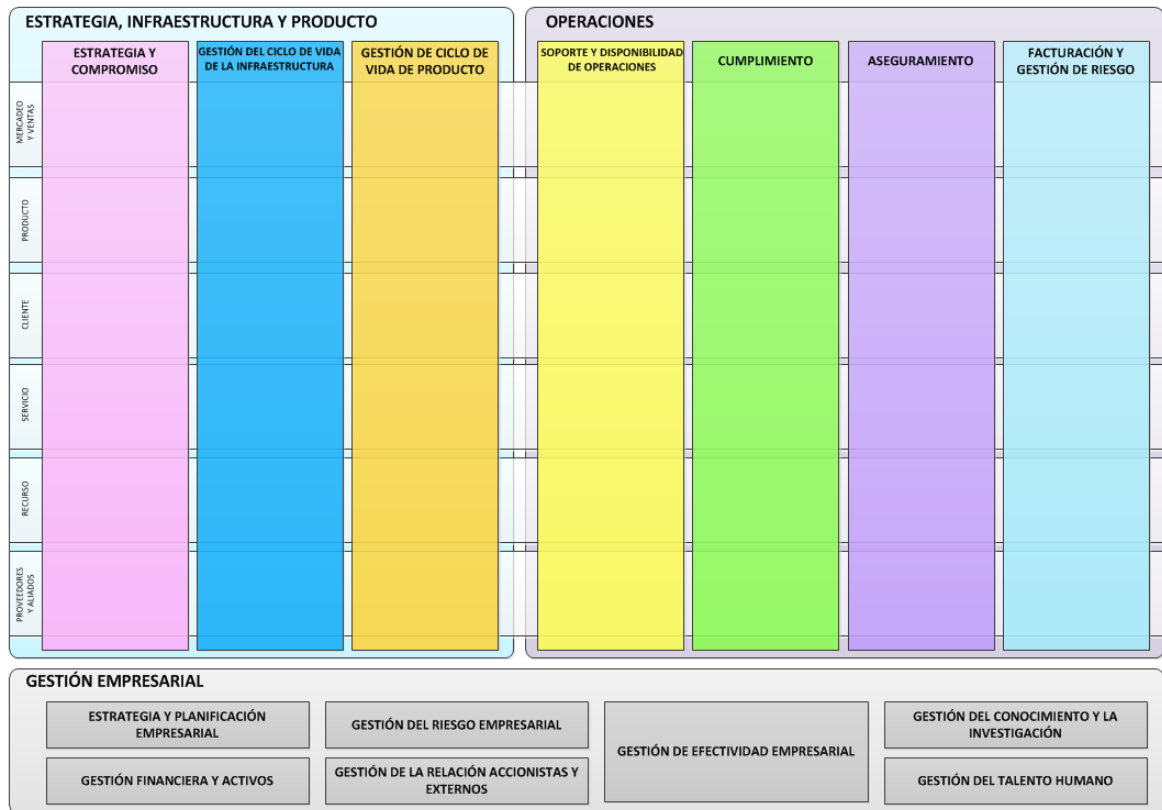 ESTRATEGIA, INFRAESTRUCTURA Y PRODUCTO
ESTRATEGIA Y
COMPROMISO
GESTIÓN DEL CICLO DE VIDA
DE LA INFRAESTRUCTURA
GESTIÓN DE CICLO DE
VIDA DE PRODUCTO
OPERACIONES
SOPORTE Y DISPONIBILIDAD
DE OPERACIONES
CUMPLIMIENTO
ASEGURAMIENTO
FACTURACIÓN Y
GESTIÓN DE RIESGO
MERCADEO
Y VENTAS
PRODUCTO
CLIENTE
SERVICIO
RECURSO
PROVEEDORES
Y ALIADOS
GESTIÓN EMPRESARIAL
ESTRATEGIA Y PLANIFICACIÓN
EMPRESARIAL
GESTIÓN DEL RIESGO EMPRESARIAL
GESTIÓN DE EFECTIVIDAD EMPRESARIAL
GESTIÓN DEL CONOCIMIENTO Y LA
INVESTIGACIÓN
GESTIÓN FINANCIERA Y ACTIVOS
GESTIÓN DE LA RELACIÓN ACCIONISTAS Y
EXTERNOS
GESTIÓN DEL TALENTO HUMANO